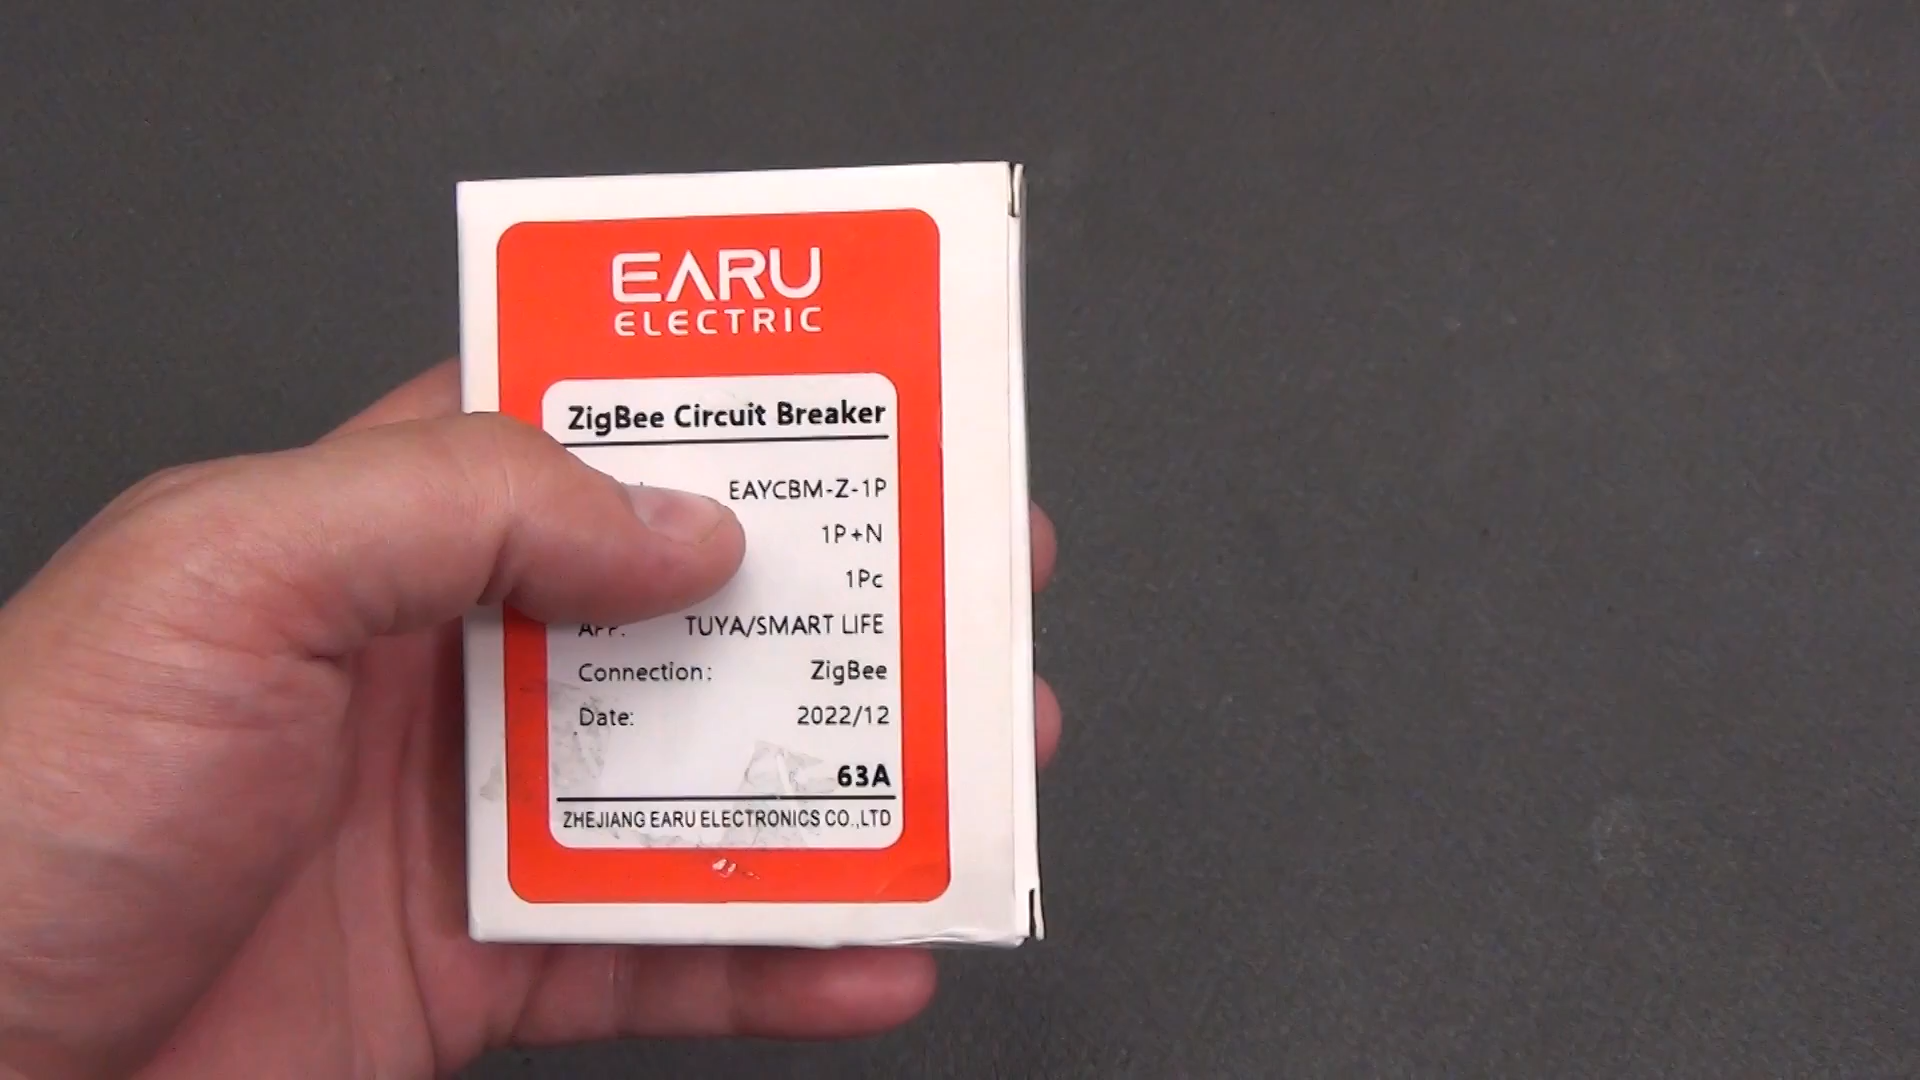 EARU
ELECTRIC
ZigBee Circuit Breaker
EAYCBM-Z-1P
1P+N
1Pc
APP: TUYA/SMART LIFE
Connection: ZigBee
Date: 2022/12
63A
ZHEJIANG EARU ELECTRONICS CO.,LTD